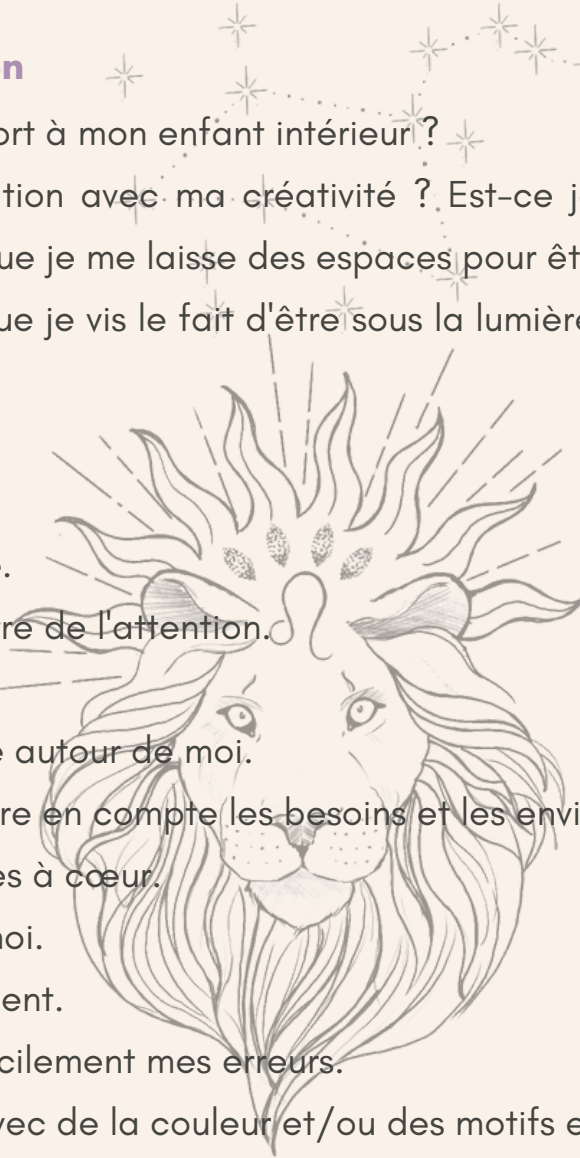 n
ort à mon enfant intérieur ?
tion avec ma créativité ? Est-ce j
ue je me laisse des espaces pour êt
ue je vis le fait d'être sous la lumière
e.
re de l'attention.
e autour de moi.
re en compte les besoins et les envi
es à cœur.
noi.
ent.
cilement mes erreurs.
vec de la couleur et/ou des motifs e